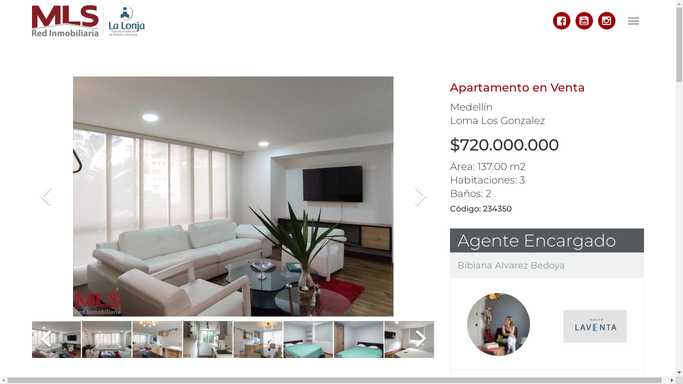 MLS
Red Inmobiliaria
La Lonja
Apartamento en Venta
Medellín
Loma Los Gonzalez
$720.000.000
Área: 137.00 m2
Habitaciones: 3
Baños: 2
Código: 234350
Agente Encargado
Bibiana Alvarez Bedoya
MLS
Red Inmobiliaria
GRUPO
LAVENTA